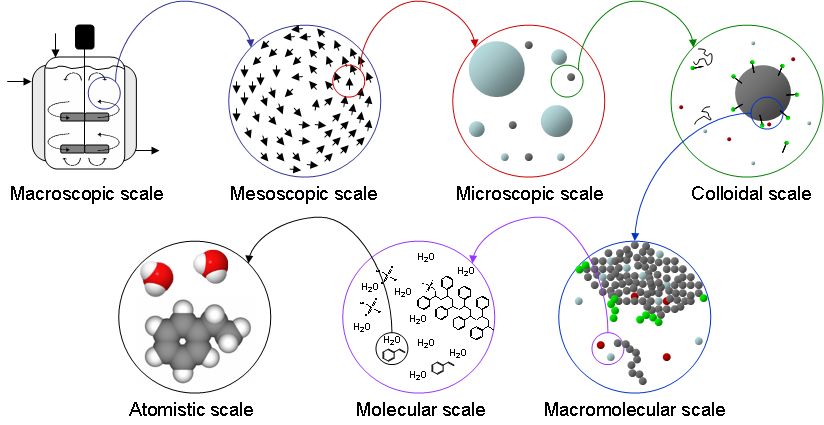 Macroscopic scale
Mesoscopic scale
Microscopic scale
Colloidal scale
H2O
H2O
H2O
H2O
H2O
H2O
H2O
H2O
H2O
H2O
Atomistic scale
Molecular scale
Macromolecular scale